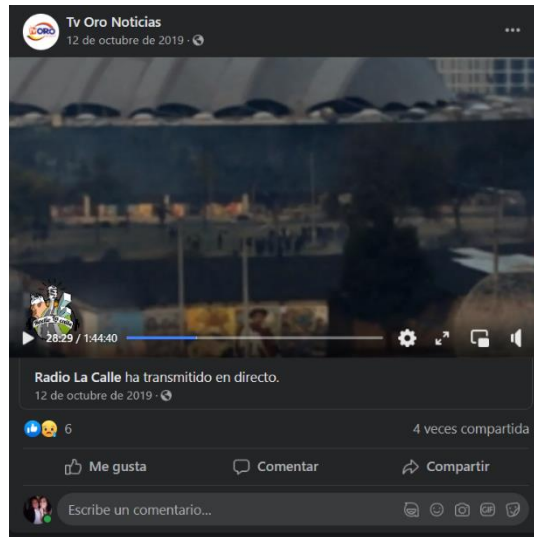 Tv Oro Noticias
12 de octubre de 2019 ·
28:29 / 1:44:40
Radio La Calle ha transmitido en directo.
12 de octubre de 2019 ·
6
4 veces compartida
Me gusta
Comentar
Compartir
Escribe un comentario...
GIF